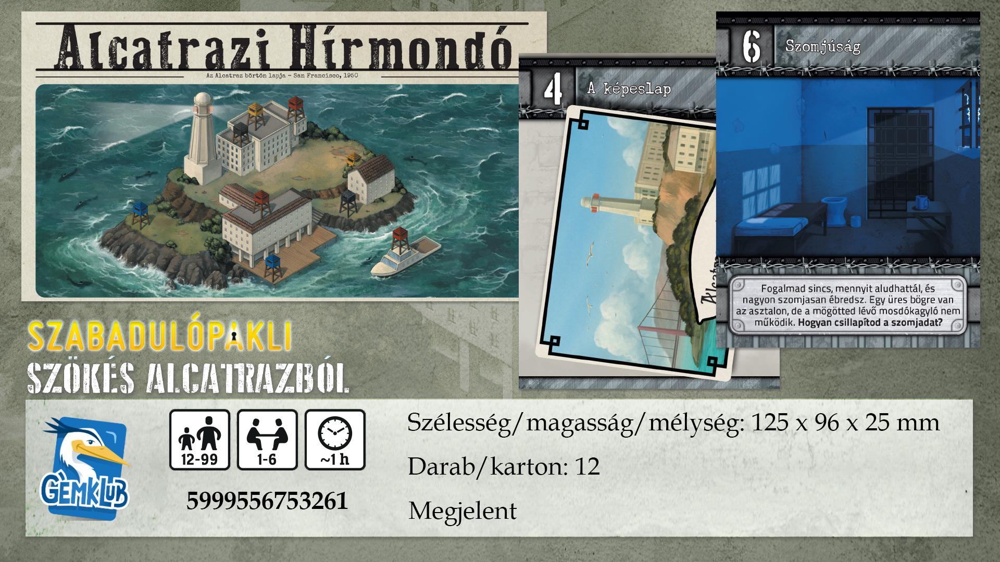 Alcatrazi Hírmondó
Az Alcatraz börtön lapja - San Francisco, 1950
4
A képeslap
6
Szomjúság
Fogalmad sincs, mennyit aludhattál, és
nagyon szomjasan ébredsz. Egy üres bögre van
az asztalon, de a mögötted lévő mosdókagyló nem
működik. Hogyan csillapítod a szomjadat?
SZABADULÓPAKLI
SZÖKÉS ALCATRAZBÓL
GÉMKLUB
12-99
1-6
~1 h
5999556753261
Szélesség/magasság/mélység: 125 x 96 x 25 mm
Darab/karton: 12
Megjelent